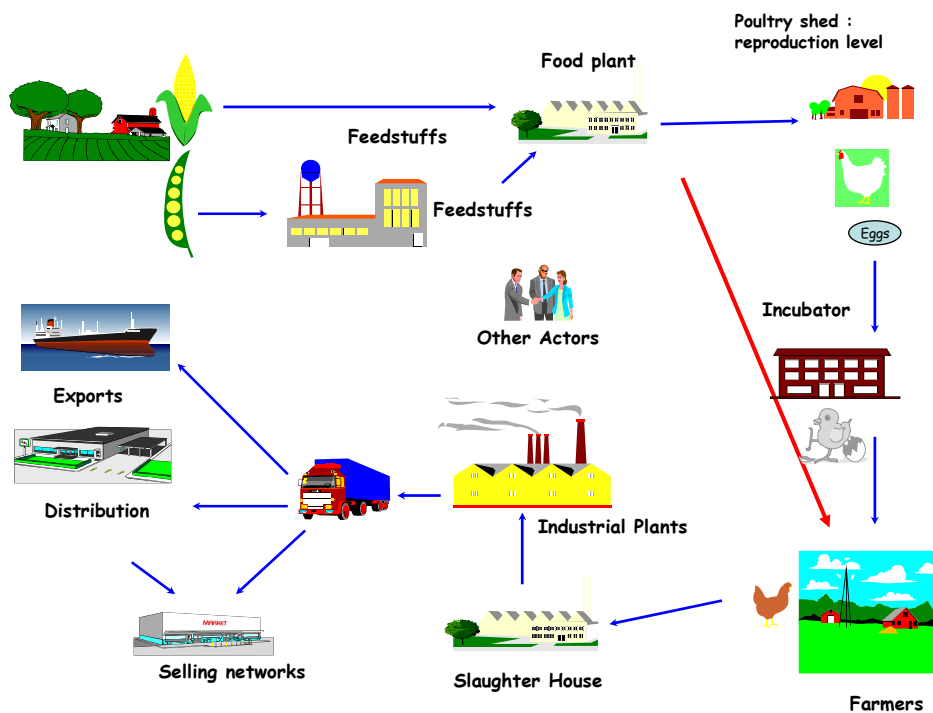 Poultry shed :
reproduction level
Food plant
Feedstuffs
Feedstuffs
Eggs
Other Actors
Incubator
Exports
Distribution
Industrial Plants
MARKET
Selling networks
Slaughter House
Farmers